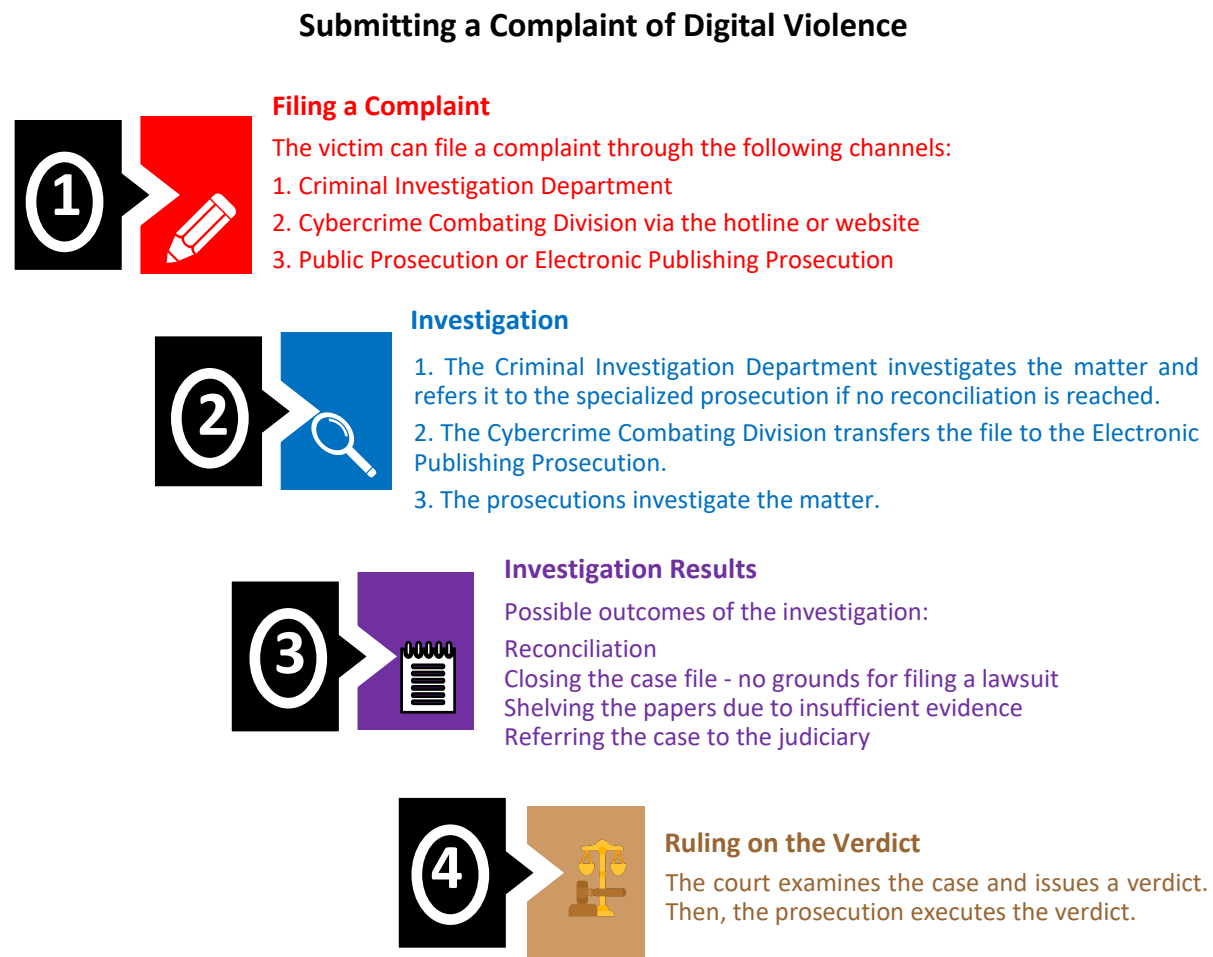 Submitting a Complaint of Digital Violence
1
Filing a Complaint
The victim can file a complaint through the following channels:
1. Criminal Investigation Department
2. Cybercrime Combating Division via the hotline or website
3. Public Prosecution or Electronic Publishing Prosecution
2
Investigation
1. The Criminal Investigation Department investigates the matter and
refers it to the specialized prosecution if no reconciliation is reached.
2. The Cybercrime Combating Division transfers the file to the Electronic
Publishing Prosecution.
3. The prosecutions investigate the matter.
3
Investigation Results
Possible outcomes of the investigation:
Reconciliation
Closing the case file - no grounds for filing a lawsuit
Shelving the papers due to insufficient evidence
Referring the case to the judiciary
4
Ruling on the Verdict
The court examines the case and issues a verdict.
Then, the prosecution executes the verdict.